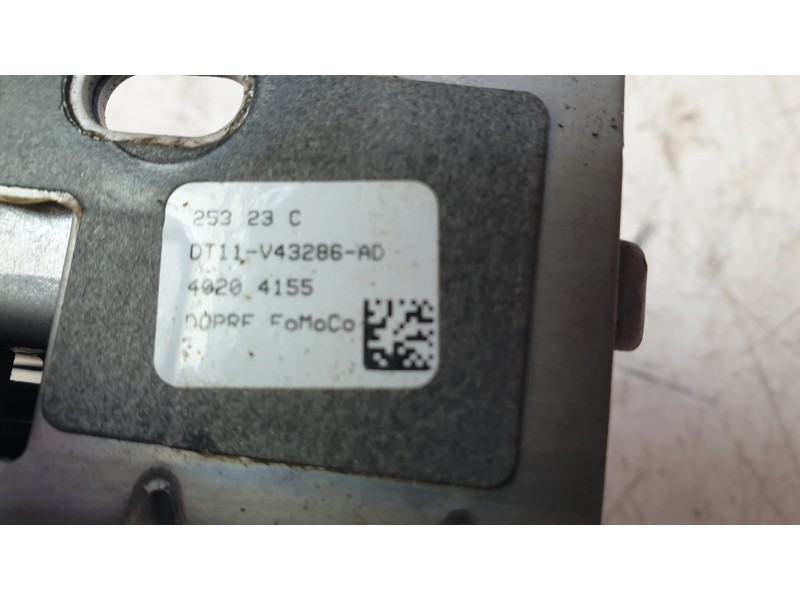 253 23 C
DT11-V43286-AD
4020 4155
DOPRF FoMoCo